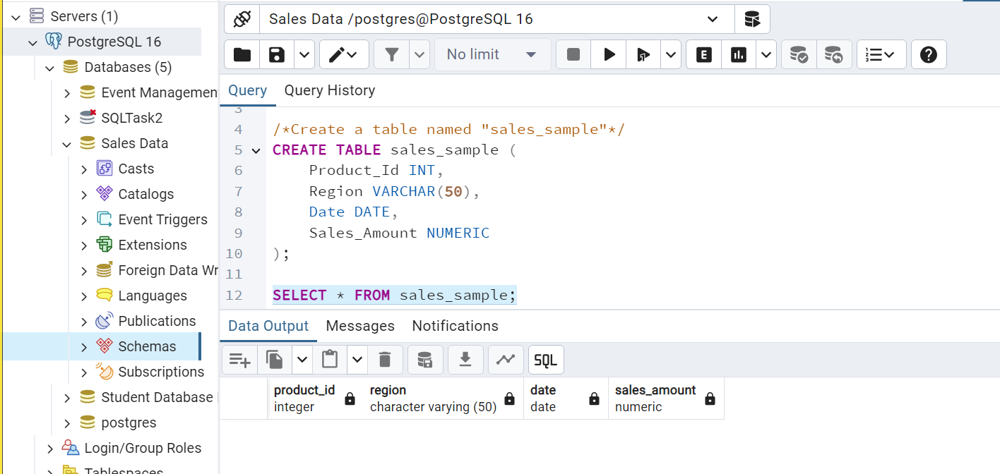 Servers (1)
PostgreSQL 16
Databases (5)
Event Managemen
SQLTask2
Sales Data
Casts
Catalogs
Event Triggers
Extensions
Foreign Data Wr
Languages
Publications
Schemas
Subscriptions
Student Database
postgres
Login/Group Roles
Tablespaces
Sales Data /postgres@PostgreSQL 16
No limit
Query Query History
3
4 /*Create a table named "sales_sample"*/
5 CREATE TABLE sales_sample (
6 Product_Id INT,
7 Region VARCHAR(50),
8 Date DATE,
9 Sales_Amount NUMERIC
10 );
11
12 SELECT * FROM sales_sample;
Data Output Messages Notifications
SQL
product_id region date sales_amount
integer character varying (50) date numeric